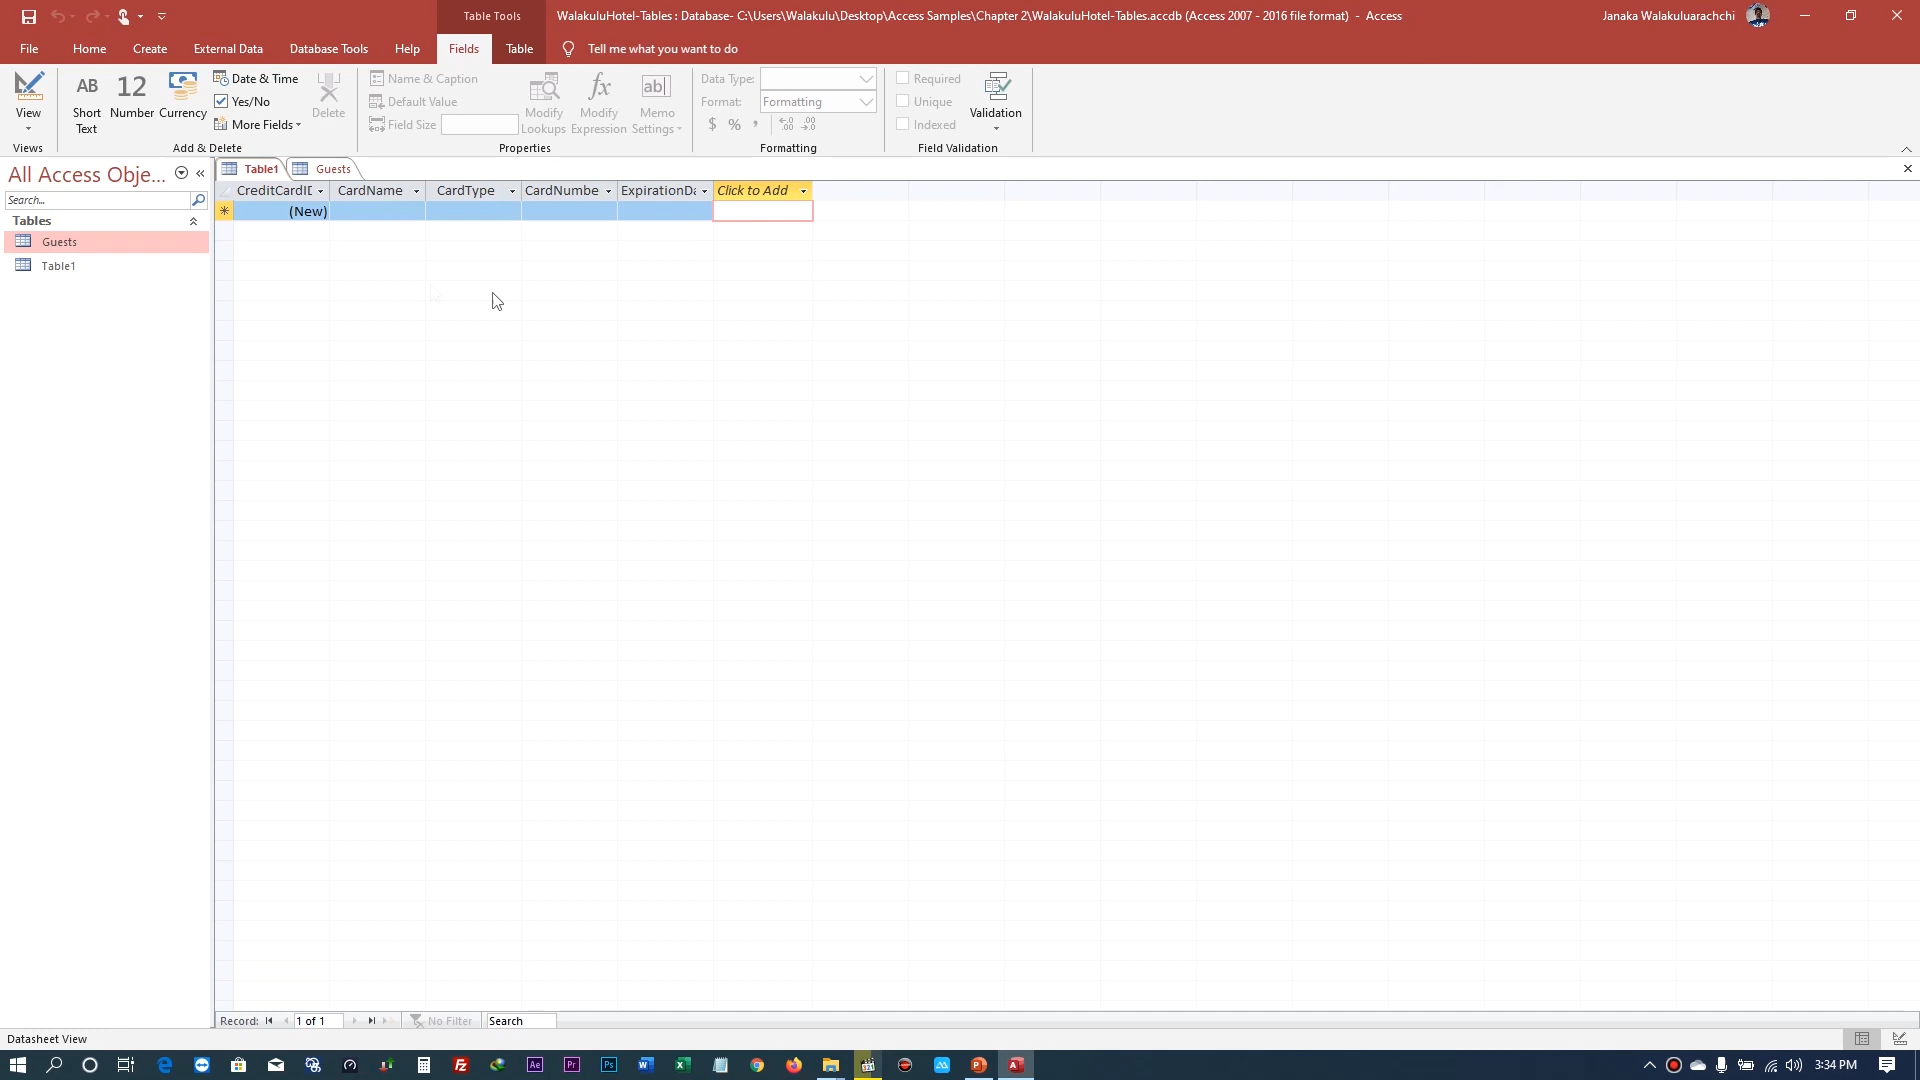 Table Tools
WalakuluHotel-Tables : Database- C:\Users\Walakulu\Desktop\Access Samples\Chapter 2\WalakuluHotel-Tables.accdb (Access 2007 - 2016 file format) - Access
Janaka Walakuluarachchi
File Home Create External Data Database Tools Help Fields Table Tell me what you want to do
View
Views
AB
Short
Text
12
Number
Currency
Date & Time
Yes/No
More Fields
Delete
Add & Delete
Name & Caption
Default Value
Field Size
Modify
Lookups
fx
Modify
Expression
ab|
Memo
Settings
Properties
Data Type:
Format: Formatting
$ % ,
Formatting
Required
Unique
Indexed
Validation
Field Validation
All Access Obje...
Search...
Tables
Guests
Table1
Table1 Guests
CreditCardID CardName CardType CardNumbe ExpirationDa Click to Add
(New)
Record: 1 of 1 No Filter Search
Datasheet View
Ae Pr Ps
3:34 PM